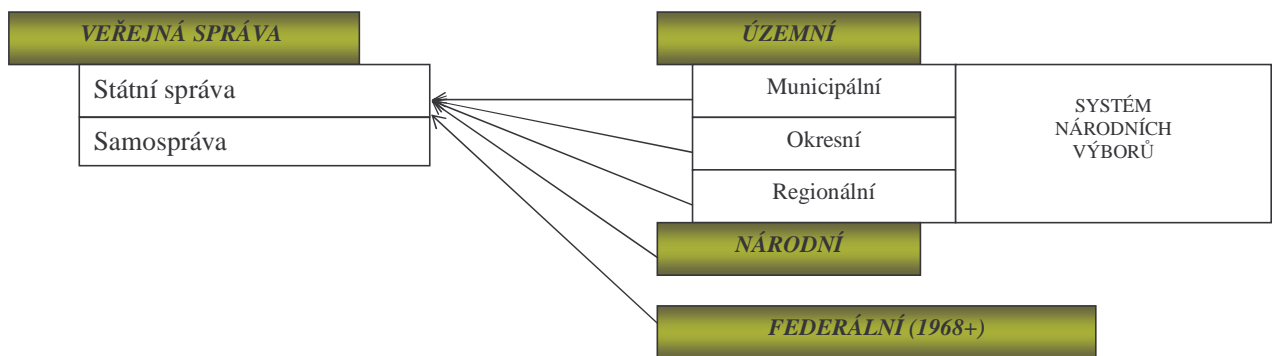 VEŘEJNÁ SPRÁVA
Státní správa
Samospráva
ÚZEMNÍ
Municipální
Okresní
Regionální
SYSTÉM
NÁRODNÍCH
VÝBORŮ
NÁRODNÍ
FEDERÁLNÍ (1968+)